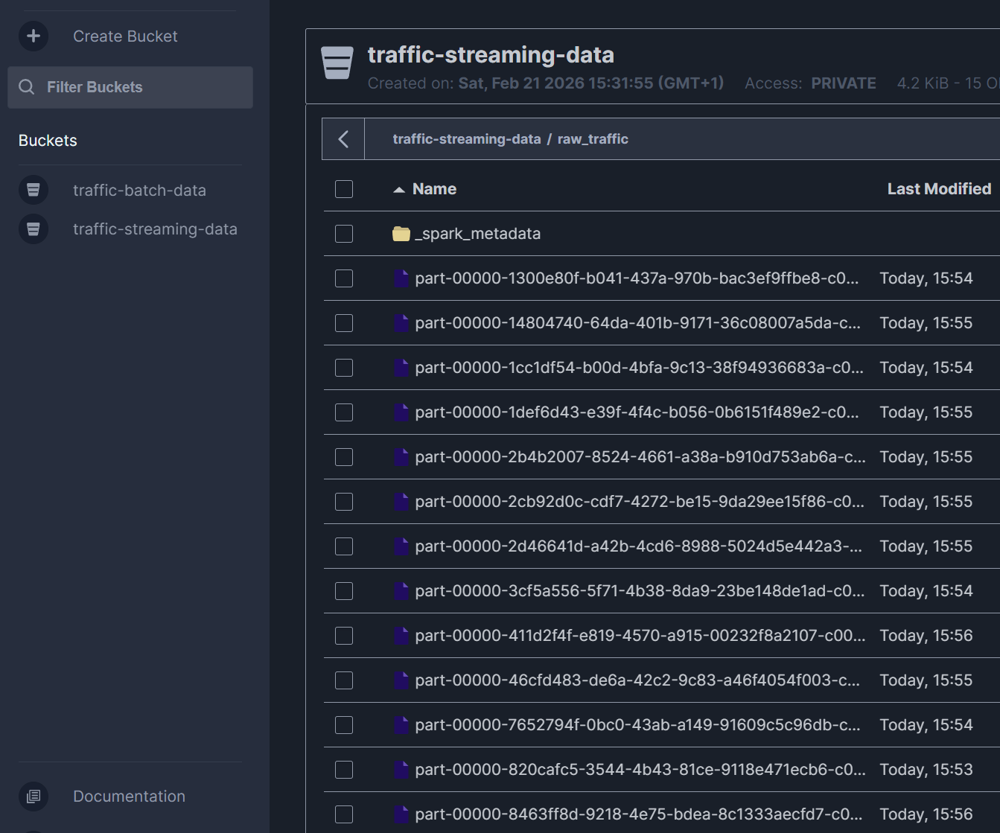 Create Bucket
Filter Buckets
Buckets
traffic-batch-data
traffic-streaming-data
Documentation
traffic-streaming-data
Created on: Sat, Feb 21 2026 15:31:55 (GMT+1) Access: PRIVATE 4.2 KiB - 15 O
traffic-streaming-data / raw_traffic
Name Last Modified
_spark_metadata
part-00000-1300e80f-b041-437a-970b-bac3ef9ffbe8-c0... Today, 15:54
part-00000-14804740-64da-401b-9171-36c08007a5da-c... Today, 15:55
part-00000-1cc1df54-b00d-4bfa-9c13-38f94936683a-c0... Today, 15:54
part-00000-1def6d43-e39f-4f4c-b056-0b6151f489e2-c0... Today, 15:55
part-00000-2b4b2007-8524-4661-a38a-b910d753ab6a-c... Today, 15:55
part-00000-2cb92d0c-cdf7-4272-be15-9da29ee15f86-c0... Today, 15:55
part-00000-2d46641d-a42b-4cd6-8988-5024d5e442a3-... Today, 15:55
part-00000-3cf5a556-5f71-4b38-8da9-23be148de1ad-c0... Today, 15:54
part-00000-411d2f4f-e819-4570-a915-00232f8a2107-c00... Today, 15:56
part-00000-46cfd483-de6a-42c2-9c83-a46f4054f003-c... Today, 15:55
part-00000-7652794f-0bc0-43ab-a149-91609c5c96db-c... Today, 15:54
part-00000-820cafc5-3544-4b43-81ce-9118e471ecb6-c0... Today, 15:53
part-00000-8463ff8d-9218-4e75-bdea-8c1333aecfd7-c0... Today, 15:56